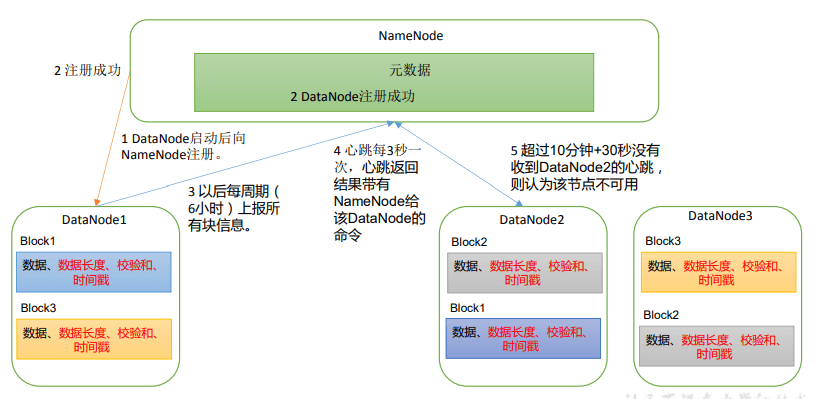 NameNode
元数据
2 DataNode注册成功
2 注册成功
1 DataNode启动后向
NameNode注册。
3 以后每周期（
6小时）上报所
有块信息。
4 心跳每3秒一
次，心跳返回
结果带有
NameNode给
该DataNode的
命令
5 超过10分钟+30秒没有
收到DataNode2的心跳，
则认为该节点不可用
DataNode1
Block1
数据、数据长度、校验和、
时间戳
Block3
数据、数据长度、校验和、
时间戳
DataNode2
Block2
数据、数据长度、校验和、
时间戳
Block1
数据、数据长度、校验和、
时间戳
DataNode3
Block3
数据、数据长度、校验和、
时间戳
Block2
数据、数据长度、校验和、
时间戳